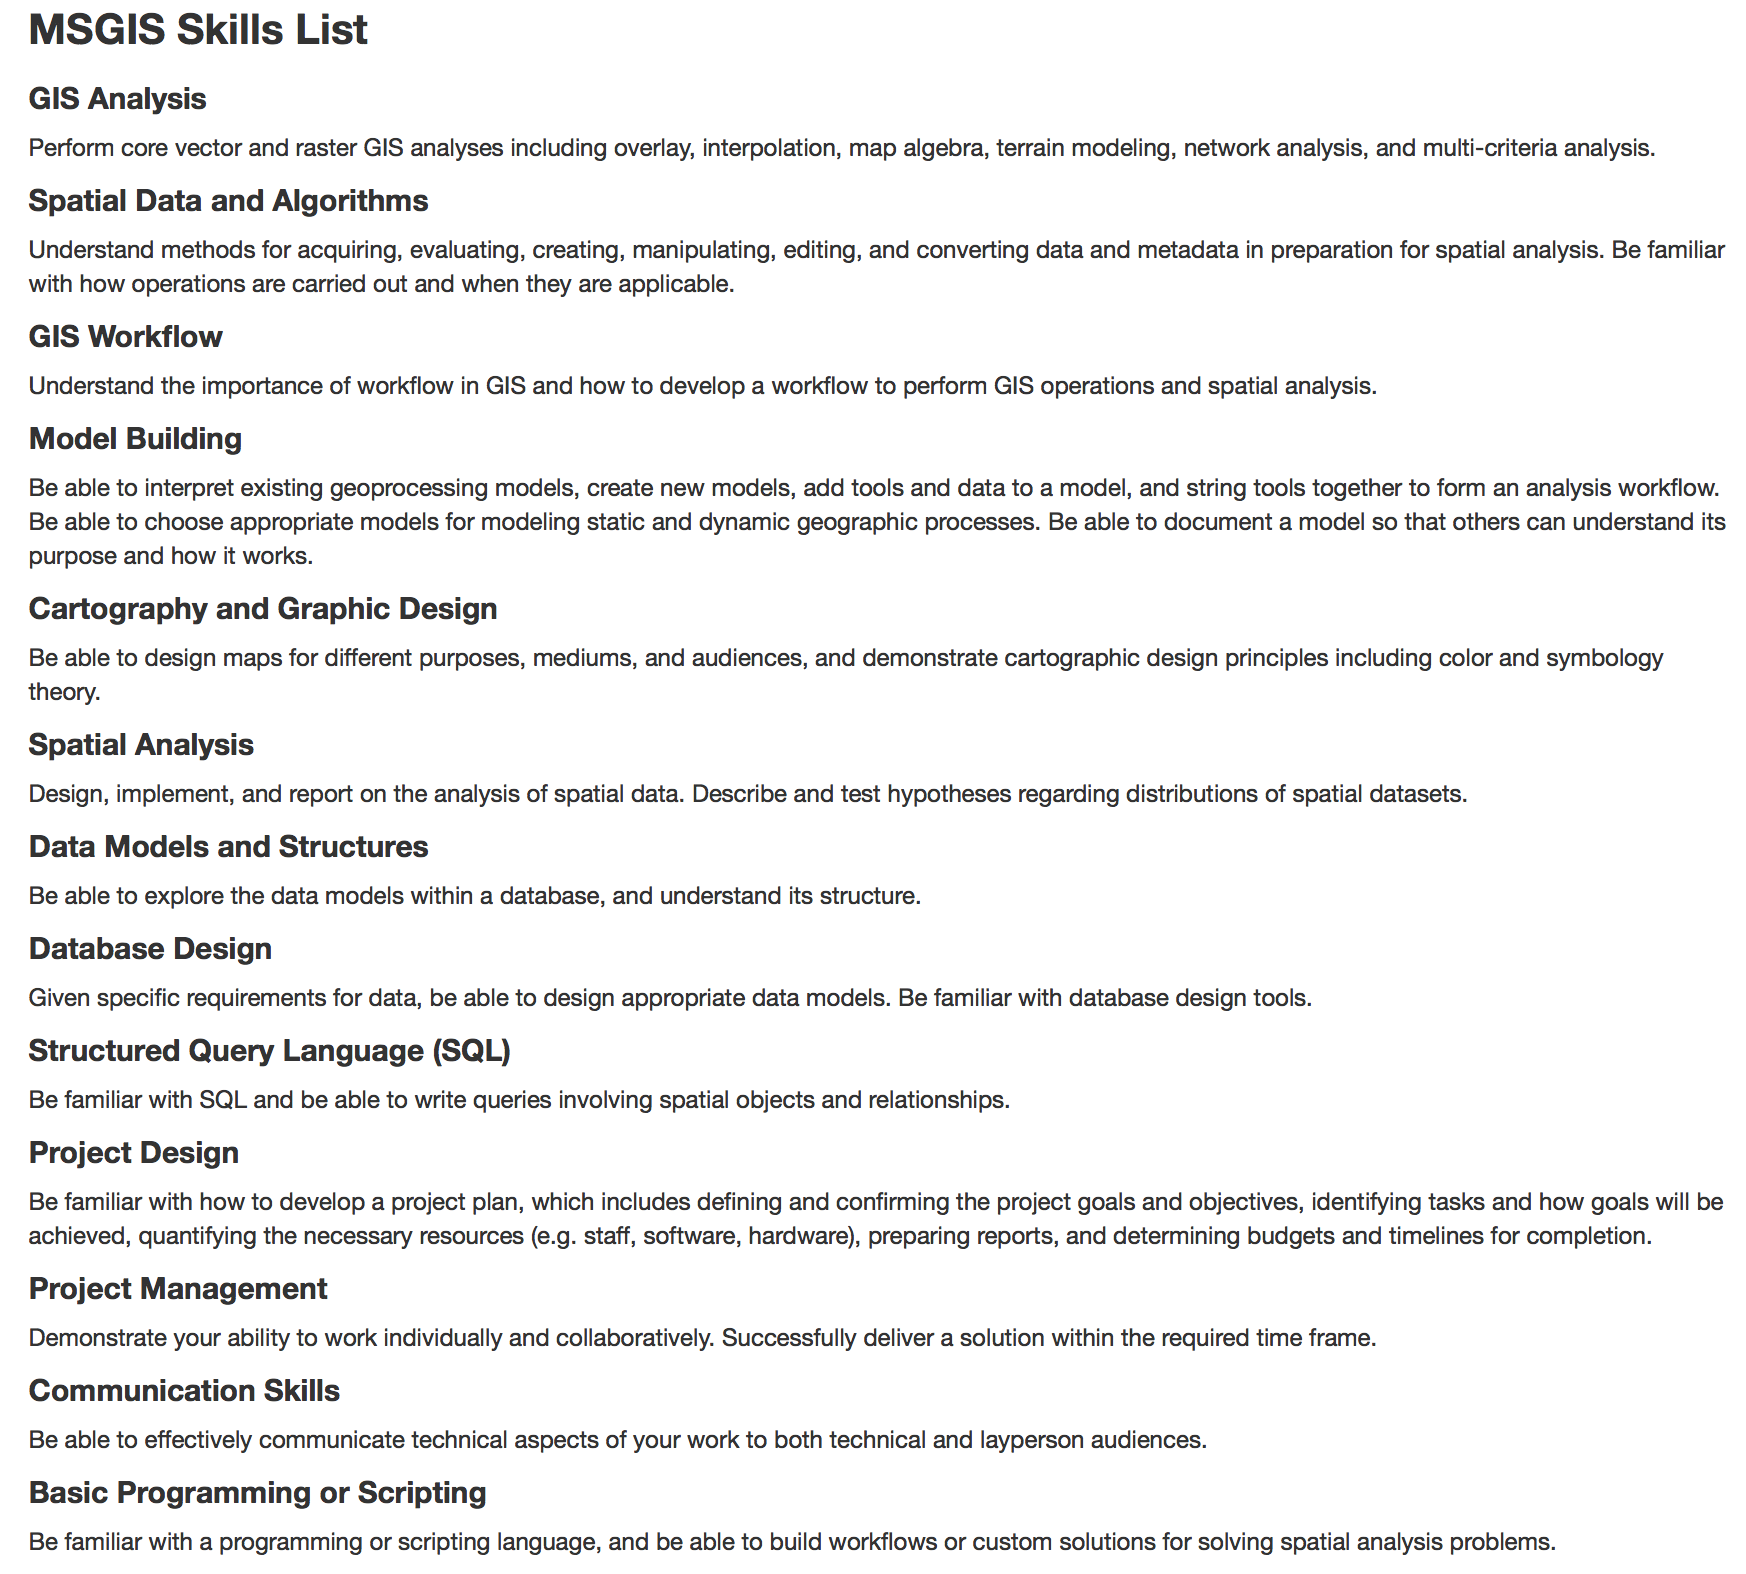 MSGIS Skills List
GIS Analysis
Perform core vector and raster GIS analyses including overlay, interpolation, map algebra, terrain modeling, network analysis, and multi-criteria analysis.
Spatial Data and Algorithms
Understand methods for acquiring, evaluating, creating, manipulating, editing, and converting data and metadata in preparation for spatial analysis. Be familiar
with how operations are carried out and when they are applicable.
GIS Workflow
Understand the importance of workflow in GIS and how to develop a workflow to perform GIS operations and spatial analysis.
Model Building
Be able to interpret existing geoprocessing models, create new models, add tools and data to a model, and string tools together to form an analysis workflow.
Be able to choose appropriate models for modeling static and dynamic geographic processes. Be able to document a model so that others can understand its
purpose and how it works.
Cartography and Graphic Design
Be able to design maps for different purposes, mediums, and audiences, and demonstrate cartographic design principles including color and symbology
theory.
Spatial Analysis
Design, implement, and report on the analysis of spatial data. Describe and test hypotheses regarding distributions of spatial datasets.
Data Models and Structures
Be able to explore the data models within a database, and understand its structure.
Database Design
Given specific requirements for data, be able to design appropriate data models. Be familiar with database design tools.
Structured Query Language (SQL)
Be familiar with SQL and be able to write queries involving spatial objects and relationships.
Project Design
Be familiar with how to develop a project plan, which includes defining and confirming the project goals and objectives, identifying tasks and how goals will be
achieved, quantifying the necessary resources (e.g. staff, software, hardware), preparing reports, and determining budgets and timelines for completion.
Project Management
Demonstrate your ability to work individually and collaboratively. Successfully deliver a solution within the required time frame.
Communication Skills
Be able to effectively communicate technical aspects of your work to both technical and layperson audiences.
Basic Programming or Scripting
Be familiar with a programming or scripting language, and be able to build workflows or custom solutions for solving spatial analysis problems.